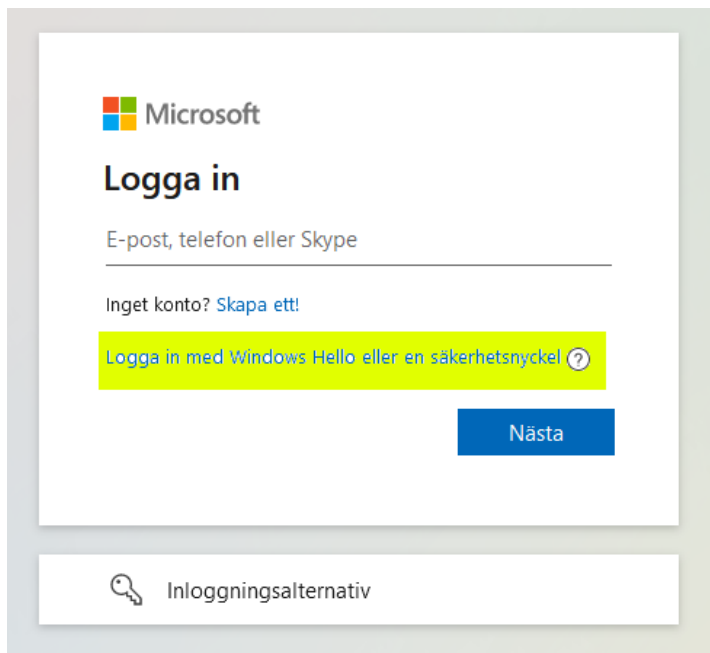 Microsoft
Logga in
E-post, telefon eller Skype
Inget konto? Skapa ett!
Logga in med Windows Hello eller en säkerhetsnyckel ?
Nästa
Inloggningsalternativ